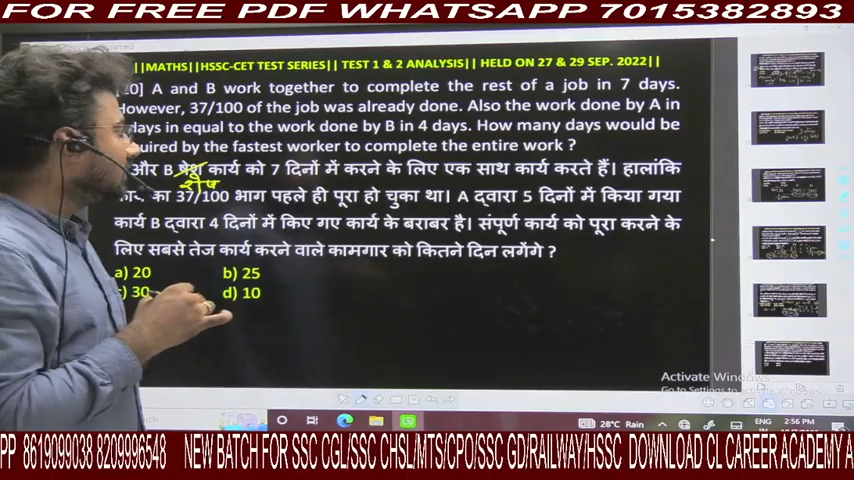 FOR FREE PDF WHATSAPP 7015382893
||MATHS||HSSC-CET TEST SERIES|| TEST 1 & 2 ANALYSIS|| HELD ON 27 & 29 SEP. 2022||
A and B work together to complete the rest of a job in 7 days.
However, 37/100 of the job was already done. Also the work done by A in
days in equal to the work done by B in 4 days. How many days would be
by the fastest worker to complete the entire work ?
और B पेश कार्य को 7 दिनों में करने के लिए एक साथ कार्य करते हैं। हालांकि
शेष
का 37/100 भाग पहले ही पूरा हो चुका था। A द्वारा 5 दिनों में किया गया
कार्य B द्वारा 4 दिनों में किए गए कार्य के बराबर है। संपूर्ण कार्य को पूरा करने के
लिए सबसे तेज कार्य करने वाले कामगार को कितने दिन लगेंगे ?
a) 20 b) 25
30 d) 10
Activate Windows
28°C Rain ENG 2:56 PM
PP 8619099038 8209996548 NEW BATCH FOR SSC CGL/SSC CHSL/MTS/CPO/SSC GD/RAILWAY/HSSC DOWNLOAD CL CAREER ACADEMY A